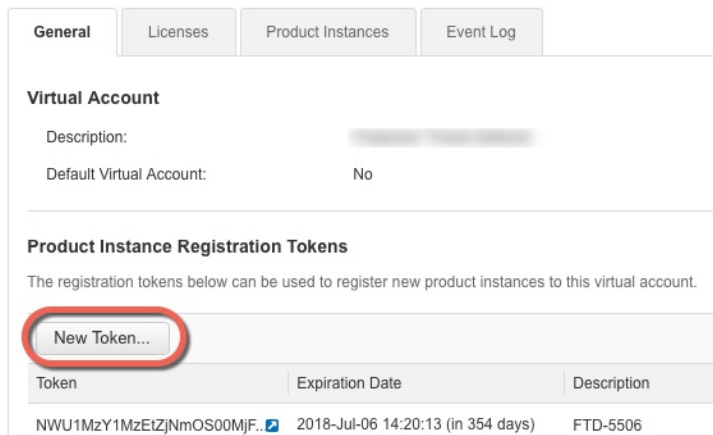 General Licenses Product Instances Event Log
Virtual Account
Description:
Default Virtual Account: No
Product Instance Registration Tokens
The registration tokens below can be used to register new product instances to this virtual account.
New Token...
Token Expiration Date Description
NWU1MzY1MzEtZjNmOS00MjF... 2018-Jul-06 14:20:13 (in 354 days) FTD-5506